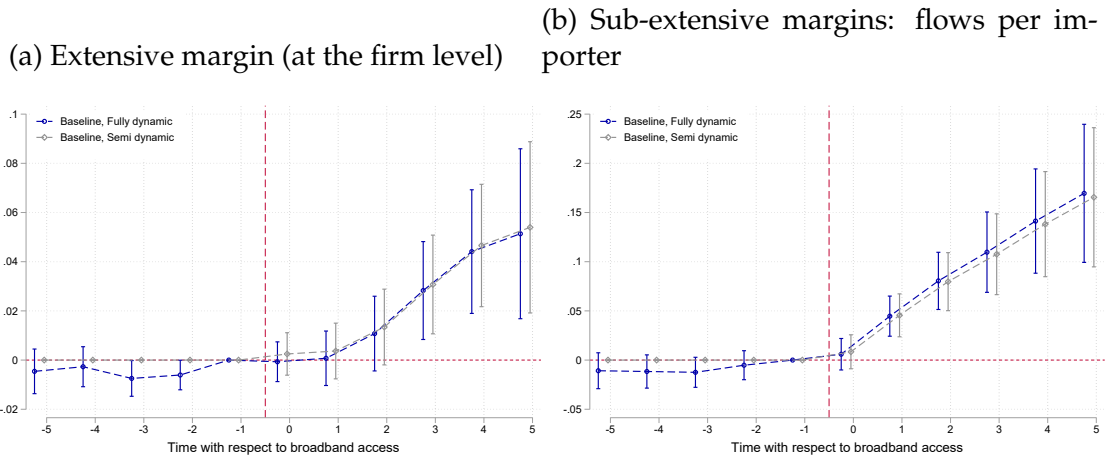 (a) Extensive margin (at the firm level)
(b) Sub-extensive margins: flows per im-
porter
Baseline, Fully dynamic
Baseline, Semi dynamic
.1
.08
.06
.04
.02
0
-.02
-5 -4 -3 -2 -1 0 1 2 3 4 5
Time with respect to broadband access
Baseline, Fully dynamic
Baseline, Semi dynamic
.25
.2
.15
.1
.05
0
-.05
-5 -4 -3 -2 -1 0 1 2 3 4 5
Time with respect to broadband access